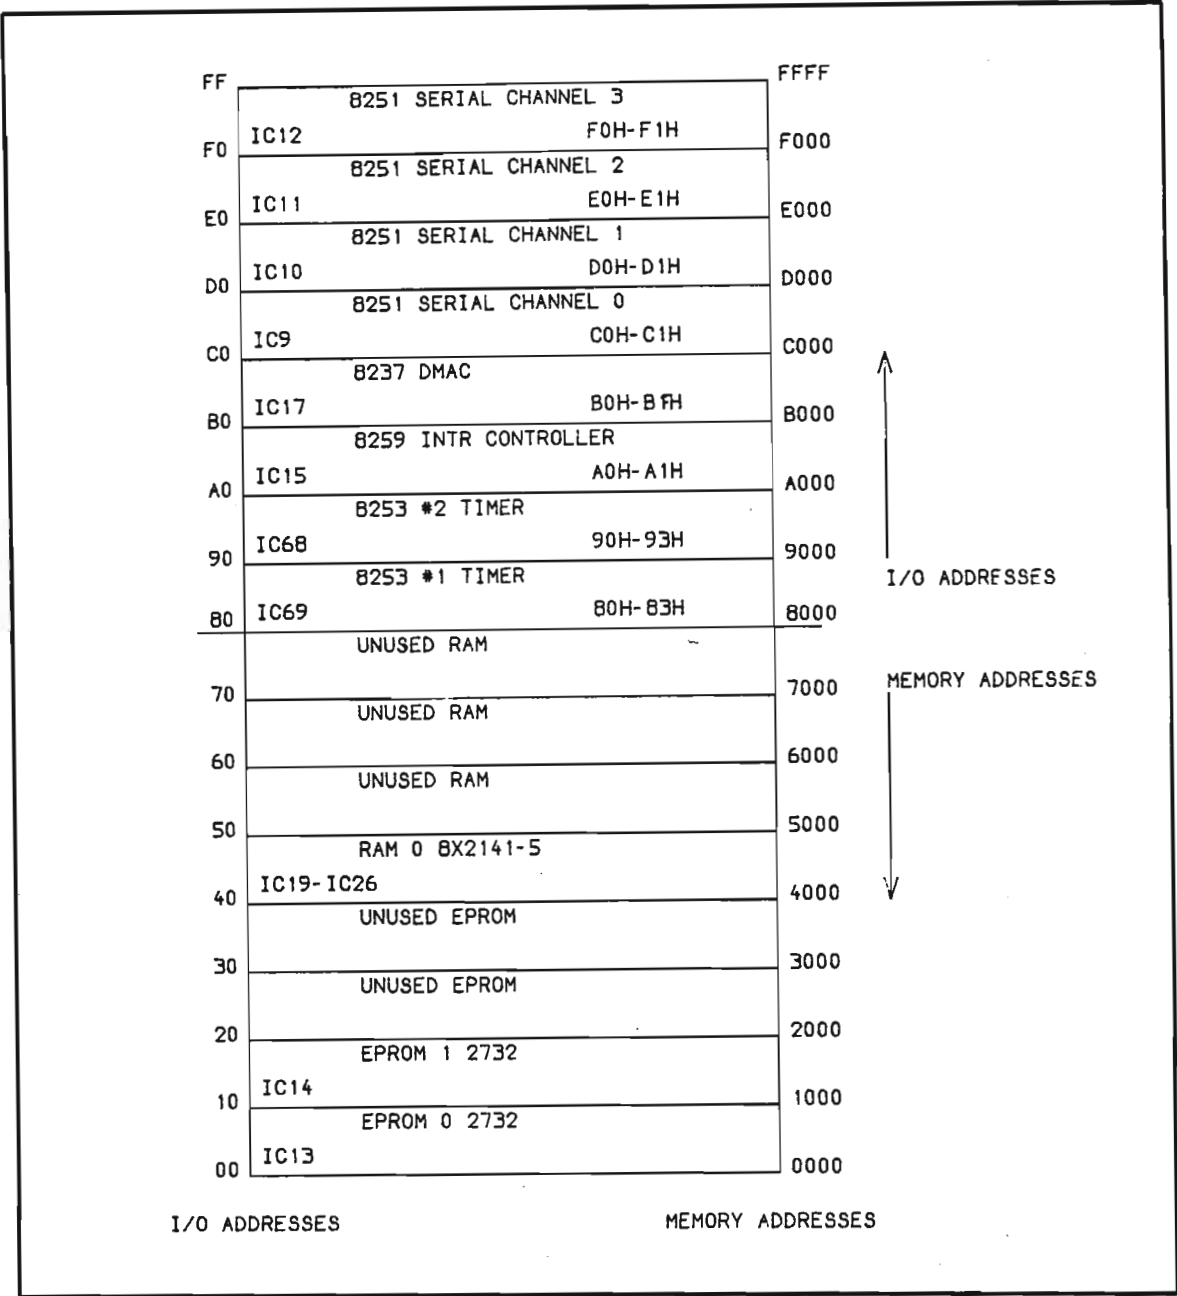 FF FFFF
8251 SERIAL CHANNEL 3
IC12 F0H-F1H
F0 F000
8251 SERIAL CHANNEL 2
IC11 E0H-E1H
E0 E000
8251 SERIAL CHANNEL 1
IC10 D0H-D1H
D0 D000
8251 SERIAL CHANNEL 0
IC9 C0H-C1H
C0 C000
8237 DMAC
IC17 B0H-BFH
B0 B000
8259 INTR CONTROLLER
IC15 A0H-A1H
A0 A000
8253 #2 TIMER
IC68 90H-93H
90 9000
8253 #1 TIMER
I/O ADDRESSES
IC69 80H-83H
80 8000
UNUSED RAM
MEMORY ADDRESSES
70 7000
UNUSED RAM
60 6000
UNUSED RAM
50 5000
RAM 0 8X2141-5
IC19-IC26
40 4000
UNUSED EPROM
30 3000
UNUSED EPROM
20 2000
EPROM 1 2732
IC14
10 1000
EPROM 0 2732
IC13
00 0000
I/O ADDRESSES MEMORY ADDRESSES